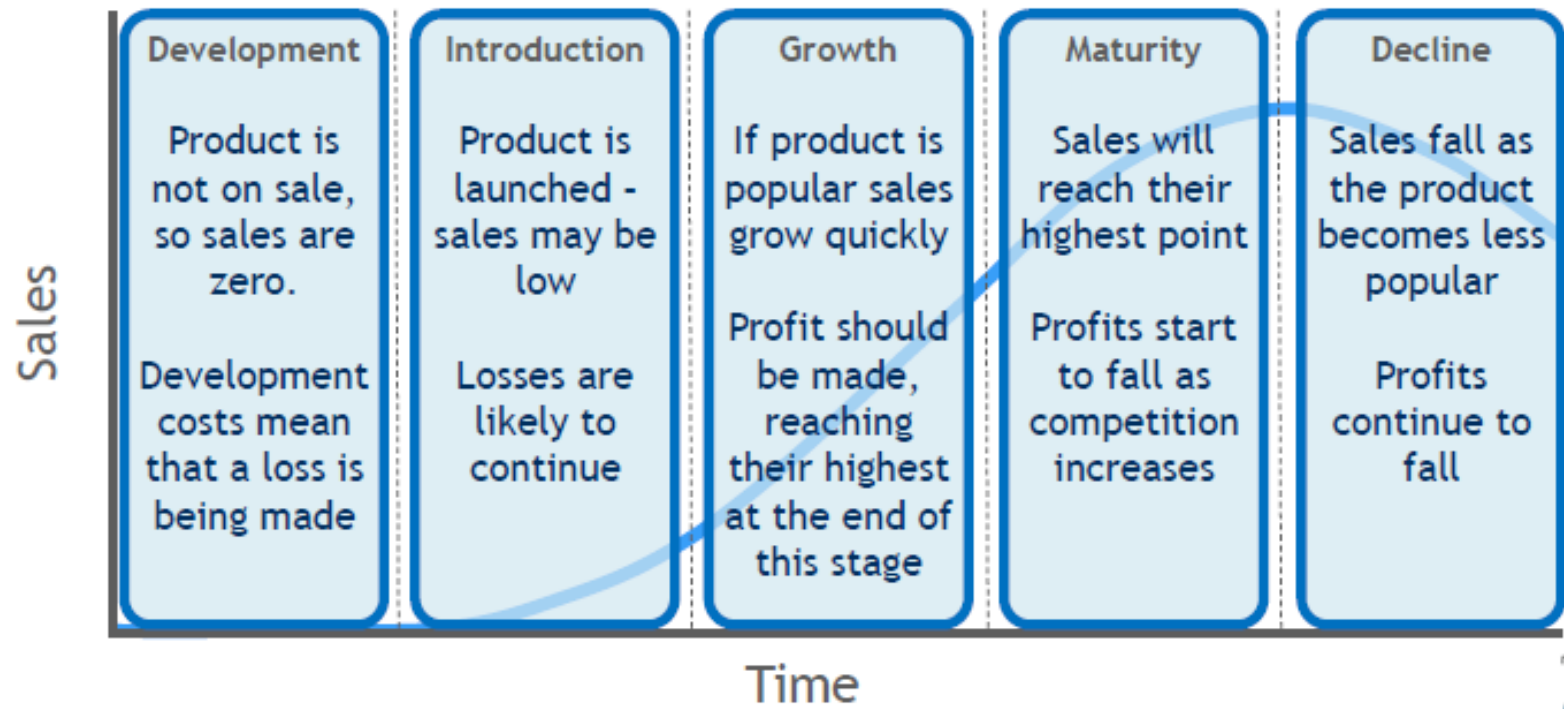 Sales
Development
Product is
not on sale,
so sales are
zero.
Development
costs mean
that a loss is
being made
Introduction
Product is
launched -
sales may be
low
Losses are
likely to
continue
Growth
If product is
popular sales
grow quickly
Profit should
be made,
reaching
their highest
at the end of
this stage
Maturity
Sales will
reach their
highest point
Profits start
to fall as
competition
increases
Decline
Sales fall as
the product
becomes less
popular
Profits
continue to
fall
Time